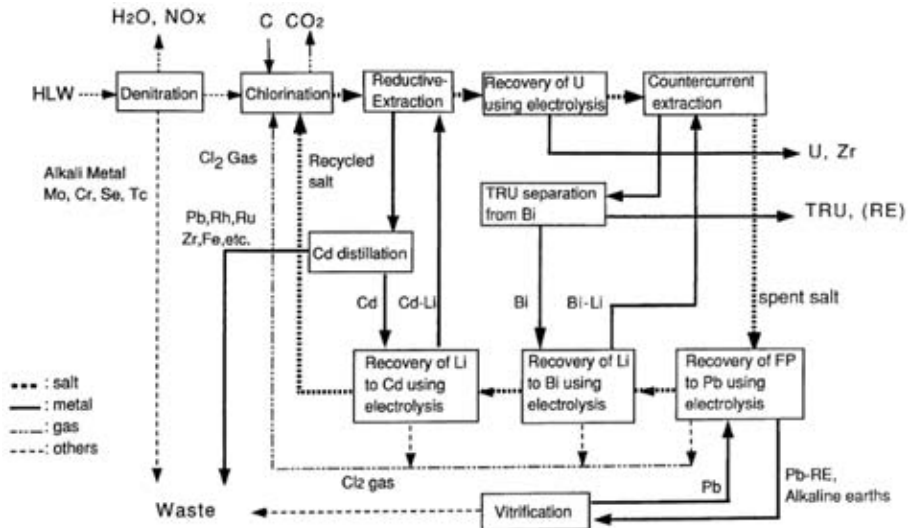 H2O, NOx
C CO2
HLW
Denitration
Chlorination
Reductive-
Extraction
Recovery of U
using electrolysis
Countercurrent
extraction
U, Zr
Alkali Metal
Mo, Cr, Se, Tc
Cl2 Gas
Recycled
salt
TRU separation
from Bi
TRU, (RE)
Pb,Rh,Ru
Zr,Fe,etc.
Cd distillation
Cd
Cd-Li
Bi
Bi-Li
spent salt
Recovery of Li
to Cd using
electrolysis
Recovery of Li
to Bi using
electrolysis
Recovery of FP
to Pb using
electrolysis
: salt
: metal
: gas
: others
Cl2 gas
Pb
Pb-RE,
Alkaline earths
Waste
Vitrification